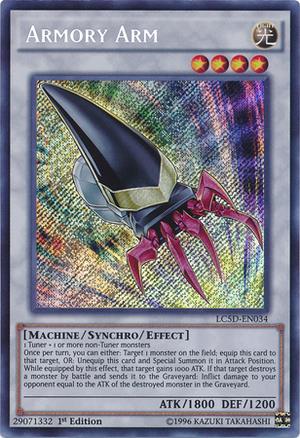 ARMORY ARM
LIGHT
光
LC5D-EN034
[MACHINE/SYNCHRO/EFFECT]
1 Tuner + 1 or more non-Tuner monsters
Once per turn, you can either: Target 1 monster on the field; equip this card to
that target, OR: Unequip this card and Special Summon it in Attack Position.
While equipped by this effect, that target gains 1000 ATK. If that target destroys
a monster by battle and sends it to the Graveyard: Inflict damage to your
opponent equal to the ATK of the destroyed monster in the Graveyard.
ATK/1800 DEF/1200
29071332 1st Edition ©1996 KAZUKI TAKAHASHI